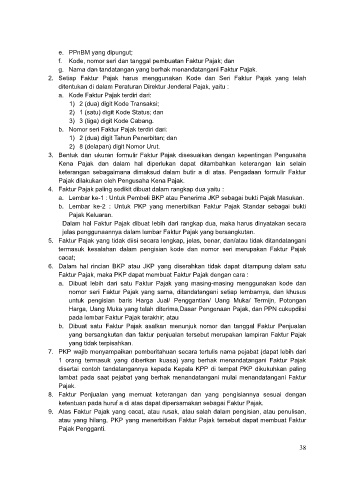 e. PPnBM yang dipungut;
f. Kode, nomor seri dan tanggal pembuatan Faktur Pajak; dan
g. Nama dan tandatangan yang berhak menandatangani Faktur Pajak.
2. Setiap Faktur Pajak harus menggunakan Kode dan Seri Faktur Pajak yang telah
ditentukan di dalam Peraturan Direktur Jenderal Pajak, yaitu :
a. Kode Faktur Pajak terdiri dari:
1) 2 (dua) digit Kode Transaksi;
2) 1 (satu) digit Kode Status; dan
3) 3 (tiga) digit Kode Cabang.
b. Nomor seri Faktur Pajak terdiri dari:
1) 2 (dua) digit Tahun Penerbitan; dan
2) 8 (delapan) digit Nomor Urut.
3. Bentuk dan ukuran formulir Faktur Pajak disesuaikan dengan kepentingan Pengusaha
Kena Pajak dan dalam hal diperlukan dapat ditambahkan keterangan lain selain
keterangan sebagaimana dimaksud dalam butir a di atas. Pengadaan formulir Faktur
Pajak dilakukan oleh Pengusaha Kena Pajak.
4. Faktur Pajak paling sedikit dibuat dalam rangkap dua yaitu :
a. Lembar ke-1 : Untuk Pembeli BKP atau Penerima JKP sebagai bukti Pajak Masukan.
b. Lembar ke-2 : Untuk PKP yang menerbitkan Faktur Pajak Standar sebagai bukti
Pajak Keluaran.
Dalam hal Faktur Pajak dibuat lebih dari rangkap dua, maka harus dinyatakan secara
jelas penggunaannya dalam lembar Faktur Pajak yang bersangkutan.
5. Faktur Pajak yang tidak diisi secara lengkap, jelas, benar, dan/atau tidak ditandatangani
termasuk kesalahan dalam pengisian kode dan nomor seri merupakan Faktur Pajak
cacat;
6. Dalam hal rincian BKP atau JKP yang diserahkan tidak dapat ditampung dalam satu
Faktur Pajak, maka PKP dapat membuat Faktur Pajak dengan cara :
a. Dibuat lebih dari satu Faktur Pajak yang masing-masing menggunakan kode dan
nomor seri Faktur Pajak yang sama, ditandatangani setiap lembarnya, dan khusus
untuk pengisian baris Harga Jual/ Penggantian/ Uang Muka/ Termijn, Potongan
Harga, Uang Muka yang telah diterima,Dasar Pengenaan Pajak, dan PPN cukupdiisi
pada lembar Faktur Pajak terakhir; atau
b. Dibuat satu Faktur Pajak asalkan menunjuk nomor dan tanggal Faktur Penjualan
yang bersangkutan dan faktur penjualan tersebut merupakan lampiran Faktur Pajak
yang tidak terpisahkan.
7. PKP wajib menyampaikan pemberitahuan secara tertulis nama pejabat (dapat lebih dari
1 orang termasuk yang diberikan kuasa) yang berhak menandatangani Faktur Pajak
disertai contoh tandatangannya kepada Kepala KPP di tempat PKP dikukuhkan paling
lambat pada saat pejabat yang berhak menandatangani mulai menandatangani Faktur
Pajak.
8. Faktur Penjualan yang memuat keterangan dan yang pengisiannya sesuai dengan
ketentuan pada huruf a di atas dapat dipersamakan sebagai Faktur Pajak.
9. Atas Faktur Pajak yang cacat, atau rusak, atau salah dalam pengisian, atau penulisan,
atau yang hilang, PKP yang menerbitkan Faktur Pajak tersebut dapat membuat Faktur
Pajak Pengganti.
38